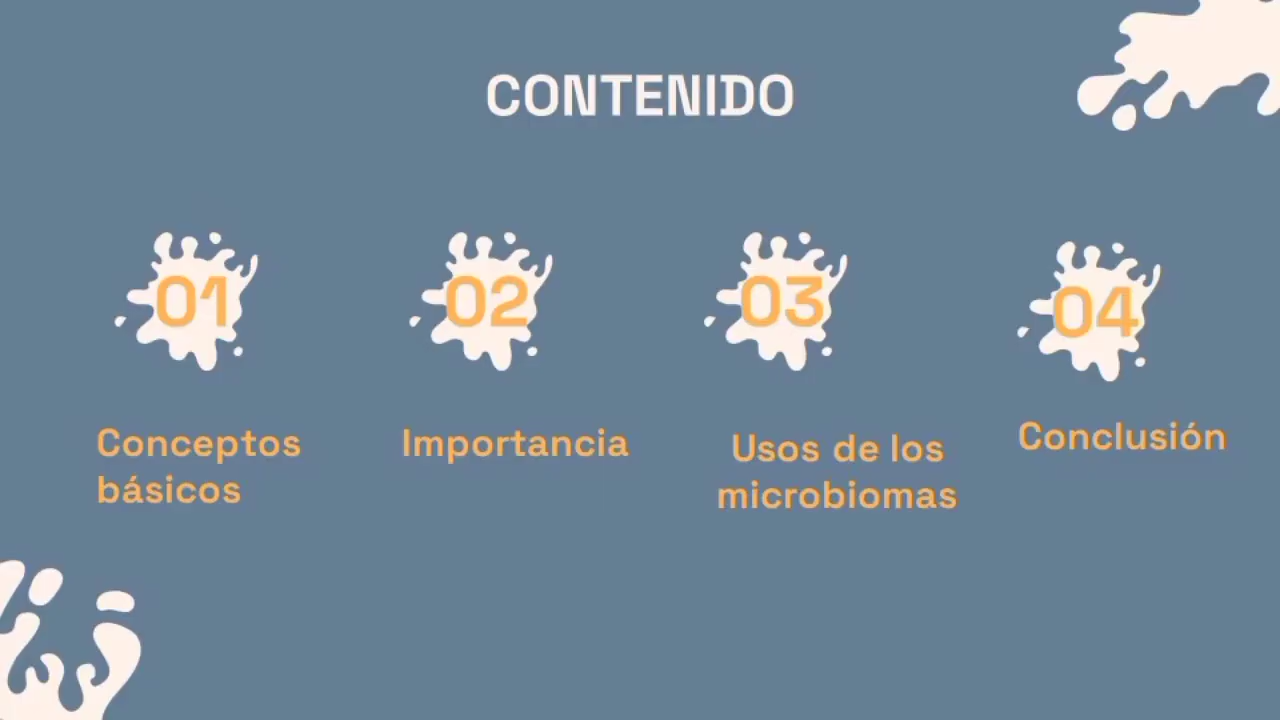 CONTENIDO
01
Conceptos
básicos
02
Importancia
03
Usos de los
microbiomas
04
Conclusión